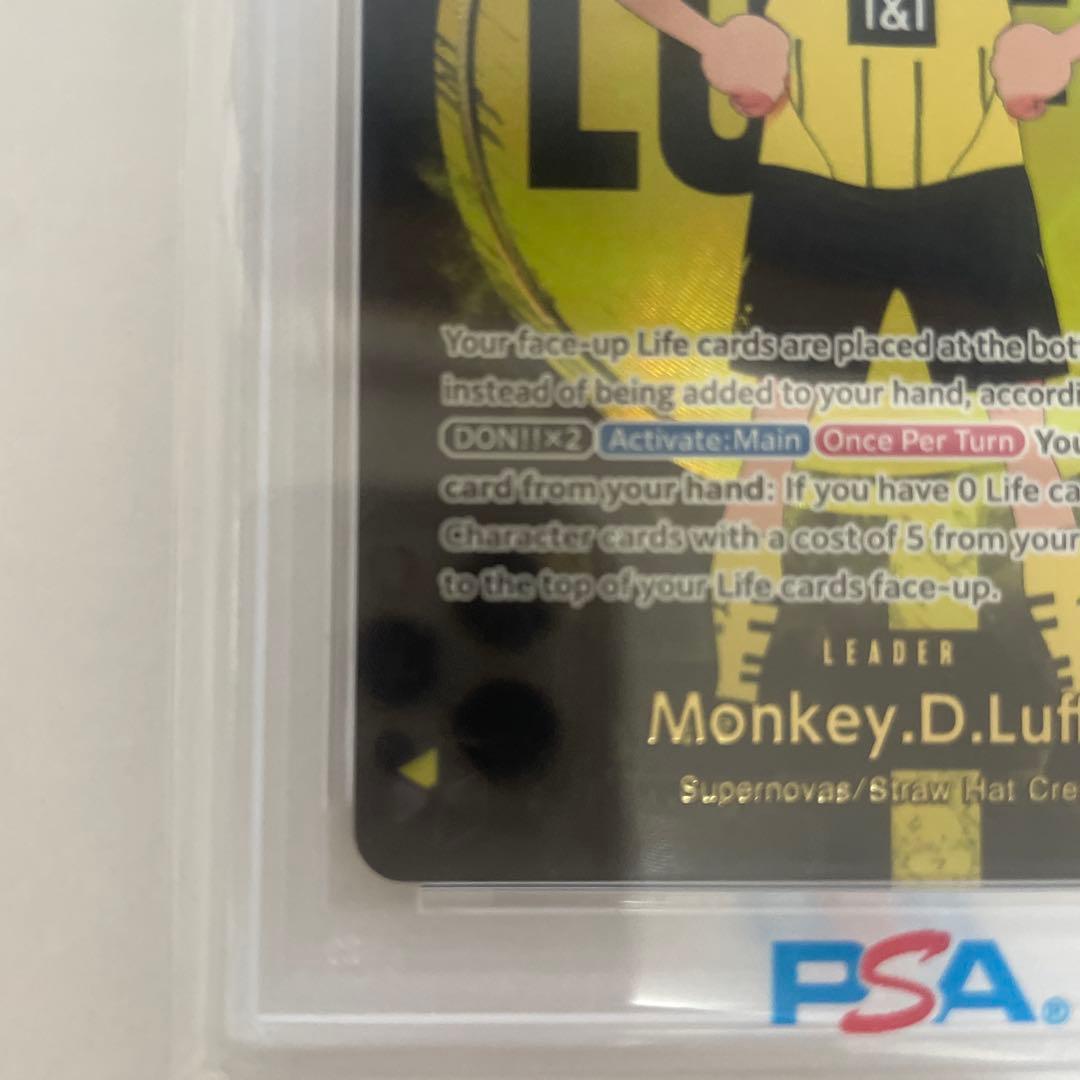 1&1
LU
Your face-up Life cards are placed at the bot
instead of being added to your hand, accordi
DON!!×2 Activate:Main Once Per Turn You
card from your hand: If you have 0 Life ca
Character cards with a cost of 5 from your
to the top of your Life cards face-up.
LEADER
Monkey.D.Luf
Supernovas/Straw Hat Cre
PSA®